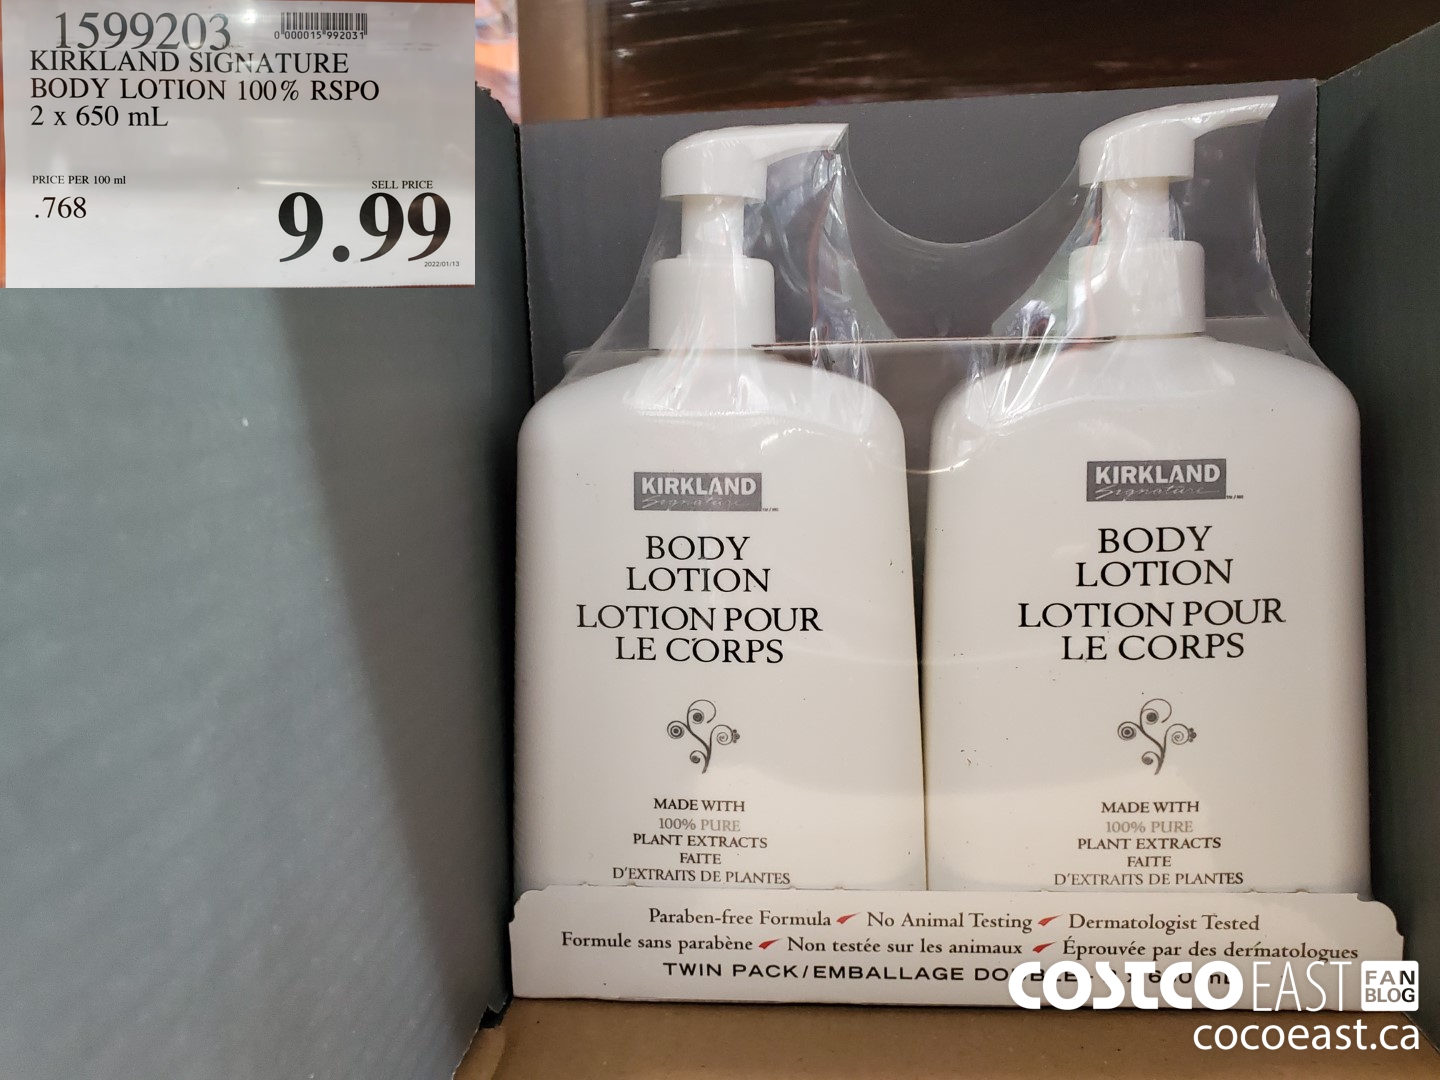 1599203
0 000015 992031
KIRKLAND SIGNATURE
BODY LOTION 100% RSPO
2 x 650 mL
PRICE PER 100 ml
.768
SELL PRICE
9.99
2022/01/13
KIRKLAND
Signature
TM/MD
BODY
LOTION
LOTION POUR
LE CORPS
MADE WITH
100% PURE
PLANT EXTRACTS
FAITE
D'EXTRAITS DE PLANTES
KIRKLAND
Signature
TM/MD
BODY
LOTION
LOTION POUR
LE CORPS
MADE WITH
100% PURE
PLANT EXTRACTS
FAITE
D'EXTRAITS DE PLANTES
Paraben-free Formula No Animal Testing Dermatologist Tested
Formule sans parabène Non testée sur les animaux Éprouvée par des dermatologues
TWIN PACK/EMBALLAGE
COSTCO EAST FAN BLOG
cocoeast.ca